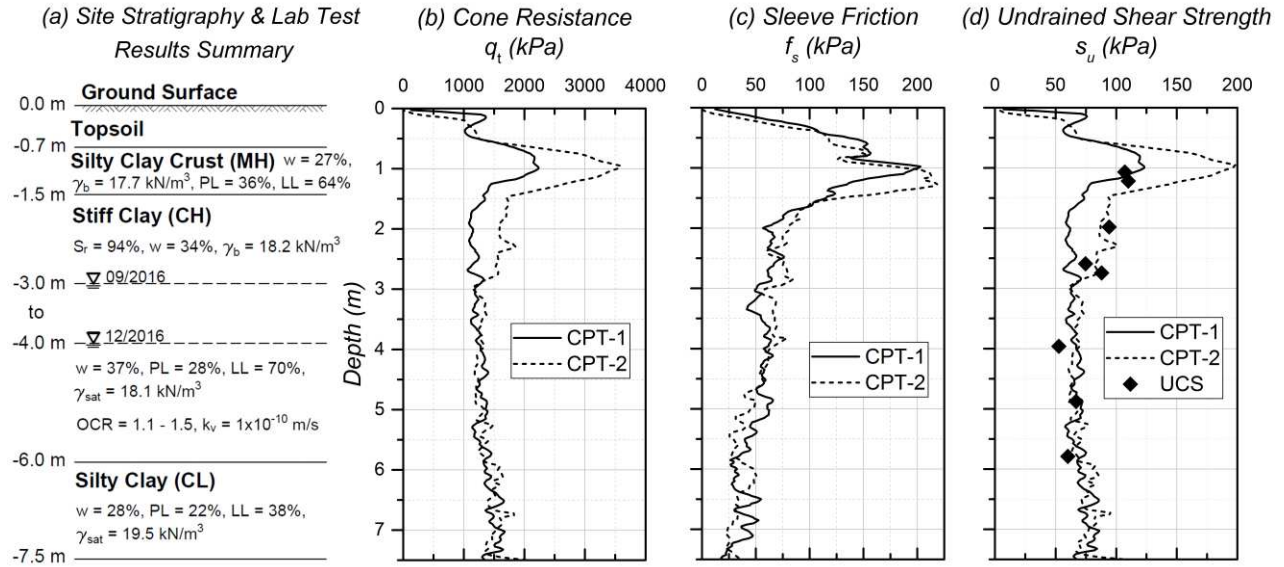 (a) Site Stratigraphy & Lab Test
Results Summary
Ground Surface
0.0 m
Topsoil
-0.7 m
Silty Clay Crust (MH) w = 27%,
γb = 17.7 kN/m³, PL = 36%, LL = 64%
-1.5 m
Stiff Clay (CH)
Sr = 94%, w = 34%, γb = 18.2 kN/m³
-3.0 m 09/2016
to
-4.0 m 12/2016
w = 37%, PL = 28%, LL = 70%,
γsat = 18.1 kN/m³
OCR = 1.1 - 1.5, kv = 1x10⁻¹⁰ m/s
-6.0 m
Silty Clay (CL)
w = 28%, PL = 22%, LL = 38%,
γsat = 19.5 kN/m³
-7.5 m
(b) Cone Resistance
qt (kPa)
0 1000 2000 3000 4000
Depth (m)
0
1
2
3
4
5
6
7
CPT-1
CPT-2
(c) Sleeve Friction
fs (kPa)
0 50 100 150 200
CPT-1
CPT-2
(d) Undrained Shear Strength
su (kPa)
0 50 100 150 200
CPT-1
CPT-2
UCS